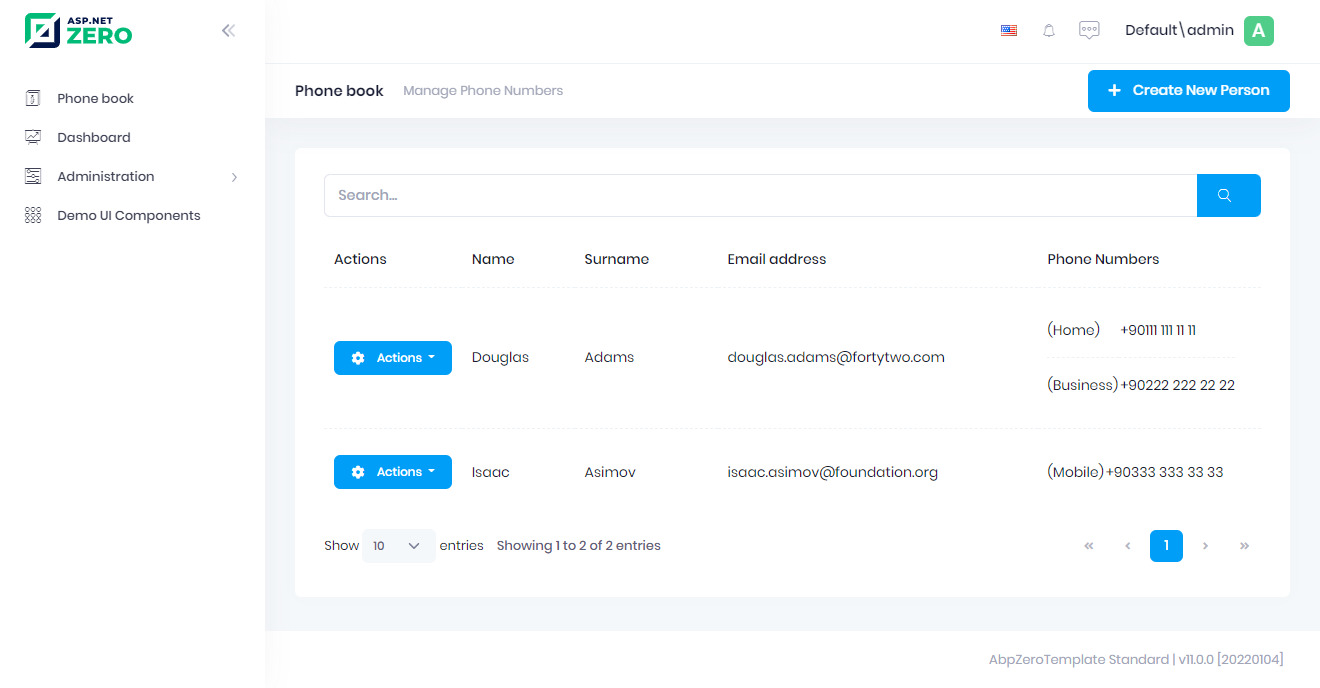 ASP.NET
ZERO
Default\admin A
Phone book
Dashboard
Administration
Demo UI Components
Phone book Manage Phone Numbers Create New Person
Search...
Actions Name Surname Email address Phone Numbers
Actions Douglas Adams douglas.adams@fortytwo.com
(Home) +90111 111 11 11
(Business) +90222 222 22 22
Actions Isaac Asimov isaac.asimov@foundation.org (Mobile) +90333 333 33 33
Show 10 entries Showing 1 to 2 of 2 entries « ‹ 1 › »
AbpZeroTemplate Standard | v11.0.0 [20220104]